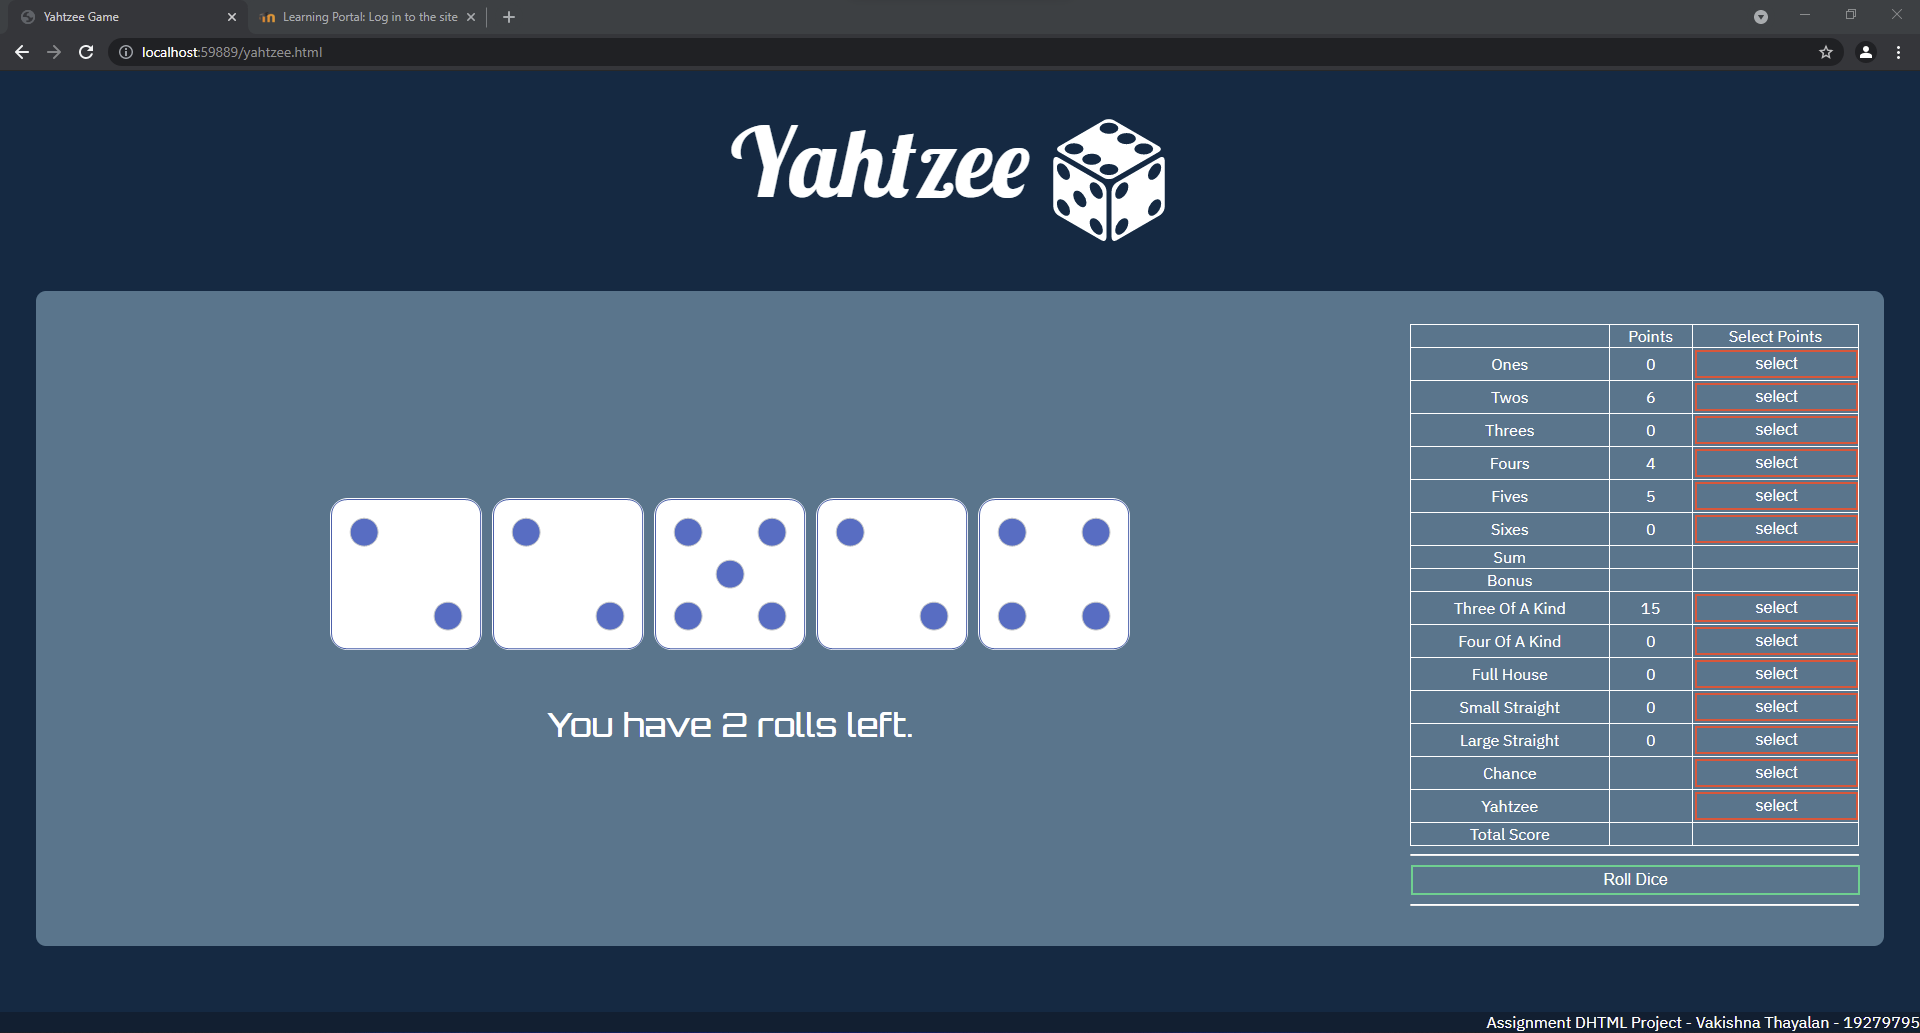 Yahtzee Game
Learning Portal: Log in to the site
localhost:59889/yahtzee.html
Yahtzee
Points Select Points
Ones 0 select
Twos 6 select
Threes 0 select
Fours 4 select
Fives 5 select
Sixes 0 select
Sum
Bonus
Three Of A Kind 15 select
Four Of A Kind 0 select
Full House 0 select
Small Straight 0 select
Large Straight 0 select
Chance select
Yahtzee select
Total Score
You have 2 rolls left.
Roll Dice
Assignment DHTML Project - Vakishna Thayalan - 19279795